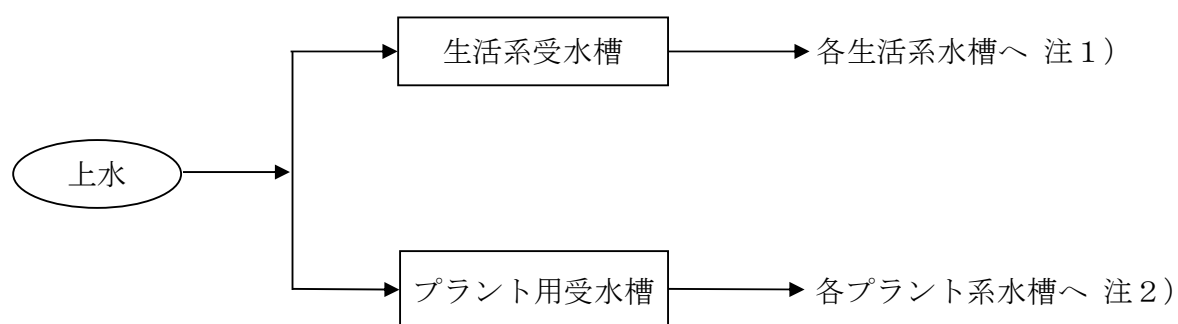 生活系受水槽
各生活系水槽へ 注１）
上水
プラント用受水槽
各プラント系水槽へ 注２）